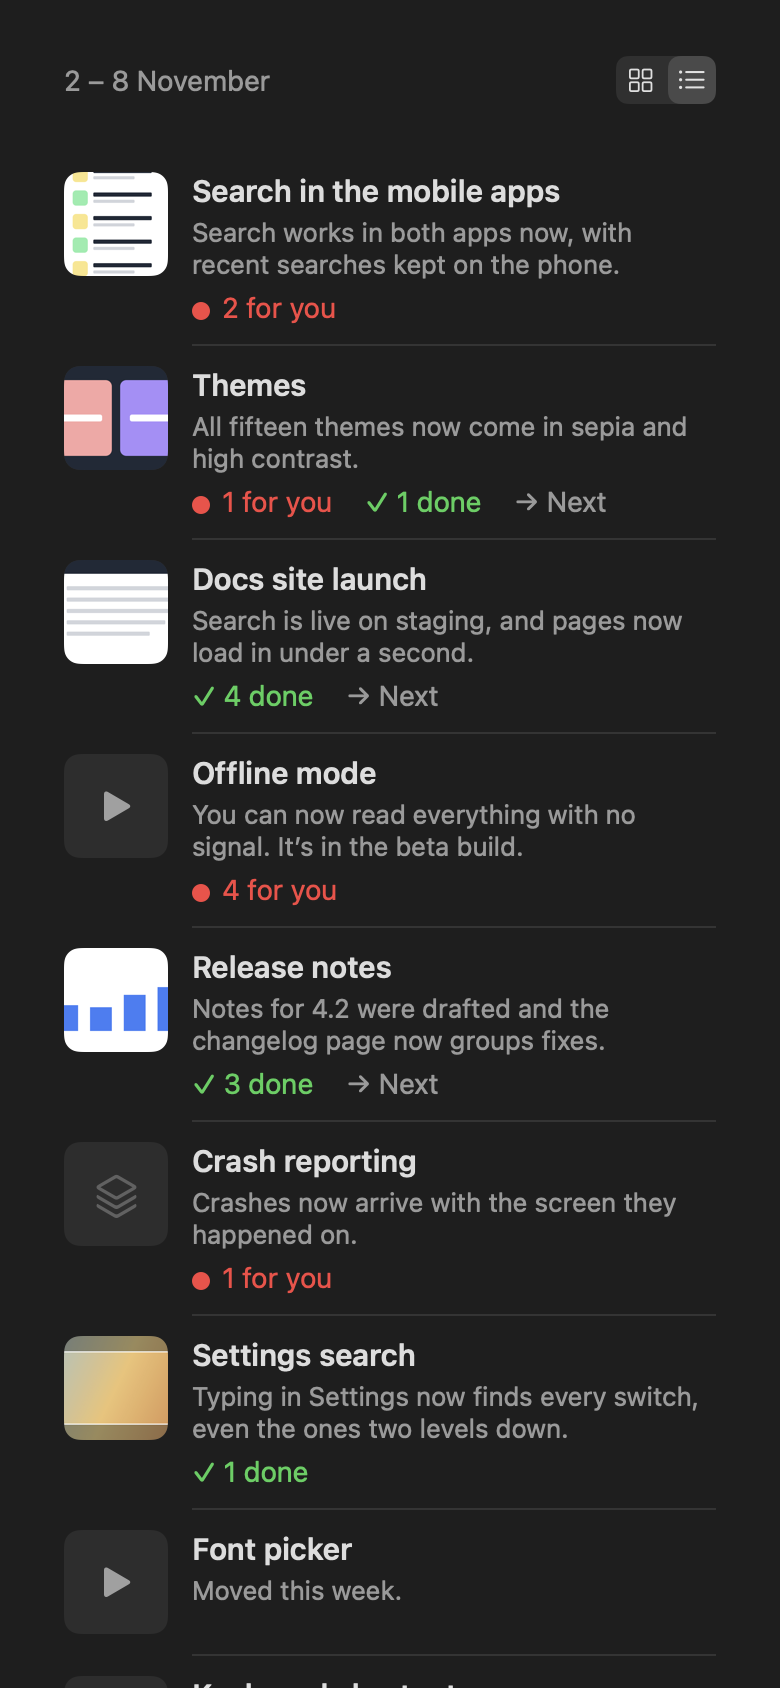 2 – 8 November
Search in the mobile apps
Search works in both apps now, with
recent searches kept on the phone.
2 for you
Themes
All fifteen themes now come in sepia and
high contrast.
1 for you ✓ 1 done → Next
Docs site launch
Search is live on staging, and pages now
load in under a second.
✓ 4 done → Next
Offline mode
You can now read everything with no
signal. It’s in the beta build.
4 for you
Release notes
Notes for 4.2 were drafted and the
changelog page now groups fixes.
✓ 3 done → Next
Crash reporting
Crashes now arrive with the screen they
happened on.
1 for you
Settings search
Typing in Settings now finds every switch,
even the ones two levels down.
✓ 1 done
Font picker
Moved this week.